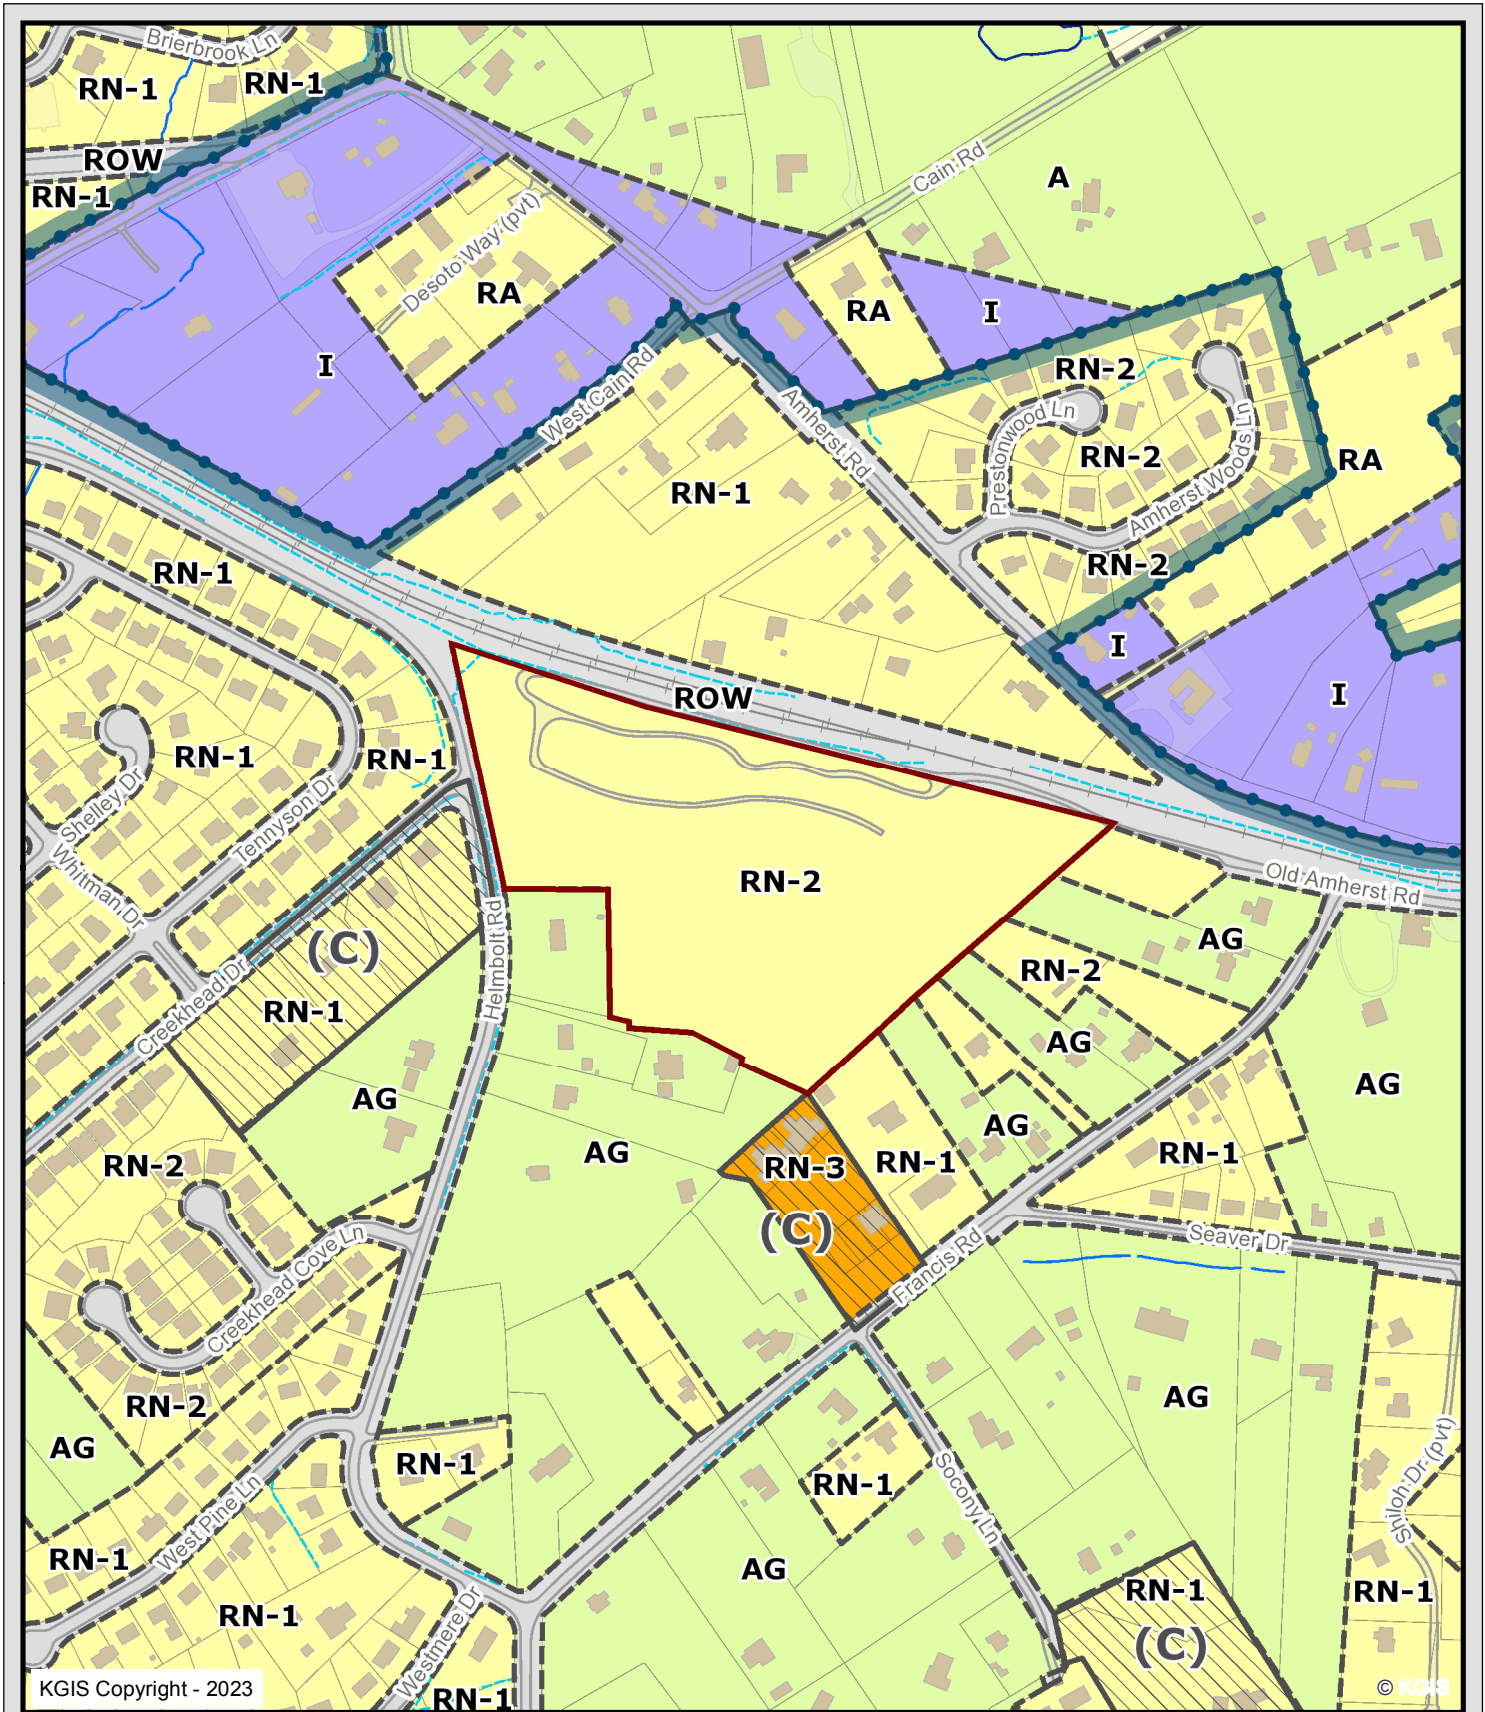 Brierbrook Ln
RN-1
RN-1
ROW
RN-1
Cain Rd
A
Desoto Way (pvt)
RA
RA
I
I
West Cain Rd
RN-2
Amherst Rd
Prestonwood Ln
RN-2
Amherst Woods Ln
RA
RN-1
RN-2
RN-1
I
I
ROW
RN-1
RN-1
Shelley Dr
Tennyson Dr
Whitman Dr
RN-2
Old Amherst Rd
(C)
Helmbolt Rd
AG
RN-2
Creekhead Dr
RN-1
AG
AG
AG
AG
RN-2
AG
RN-3
RN-1
RN-1
(C)
Creekhead Cove Ln
Francis Rd
Seaver Dr
RN-2
AG
AG
RN-1
RN-1
Socony Ln
Shiloh Dr (pvt)
West Pine Ln
RN-1
AG
RN-1
RN-1
RN-1
(C)
Westmere Dr
RN-1
KGIS Copyright - 2023
© KGIS